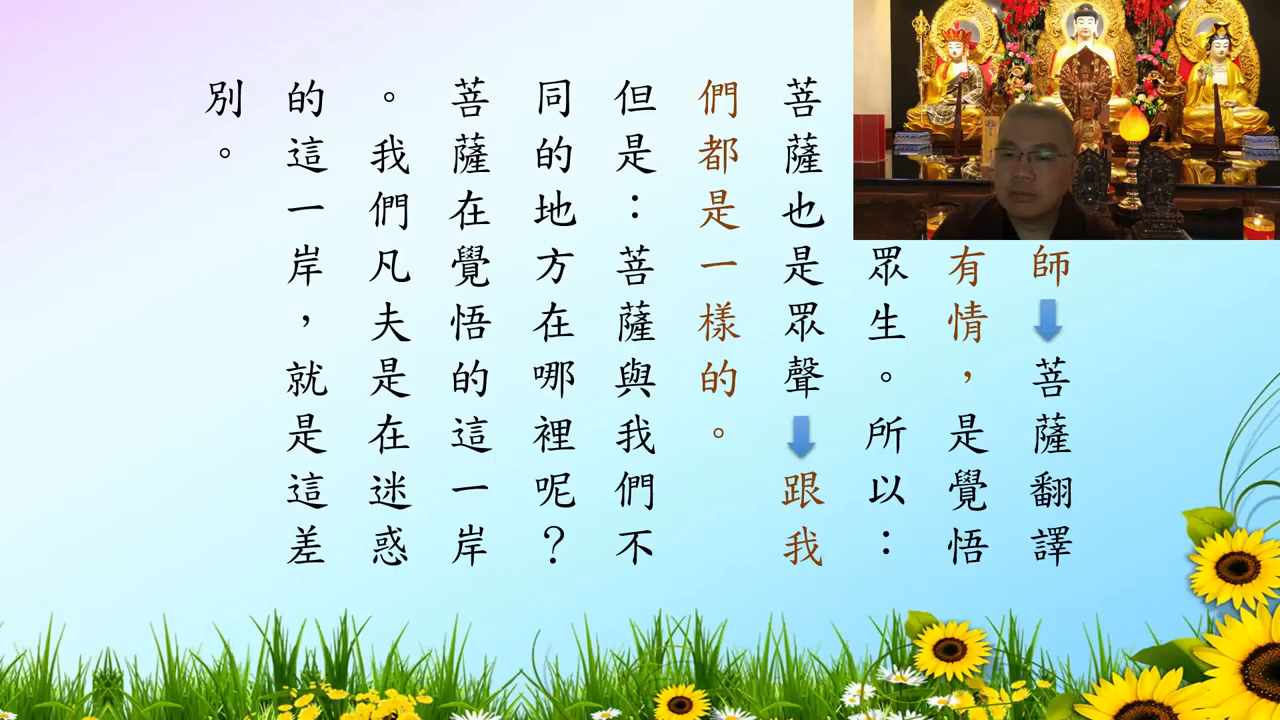 師菩薩翻譯
有情，是覺悟
眾生。所以：
菩薩也是眾聲跟我
們都是一樣的。
但是：菩薩與我們不
同的地方在哪裡呢？
菩薩在覺悟的這一岸
。我們凡夫是在迷惑
的這一岸，就是這差
別。